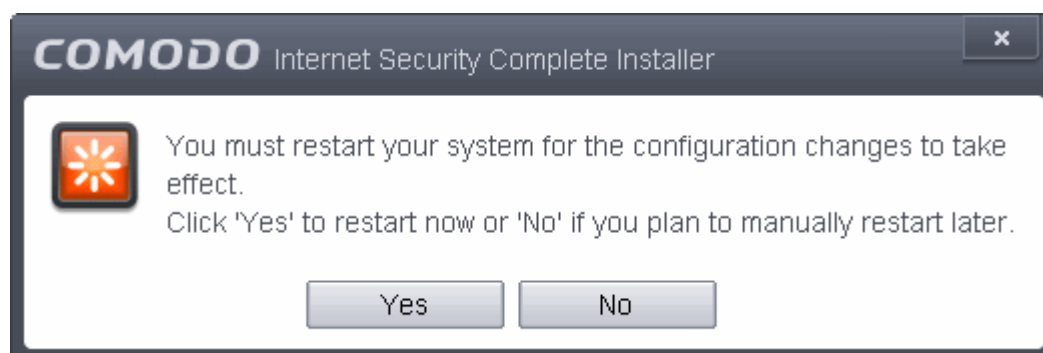 COMODO Internet Security Complete Installer
x
You must restart your system for the configuration changes to take
effect.
Click 'Yes' to restart now or 'No' if you plan to manually restart later.
Yes No